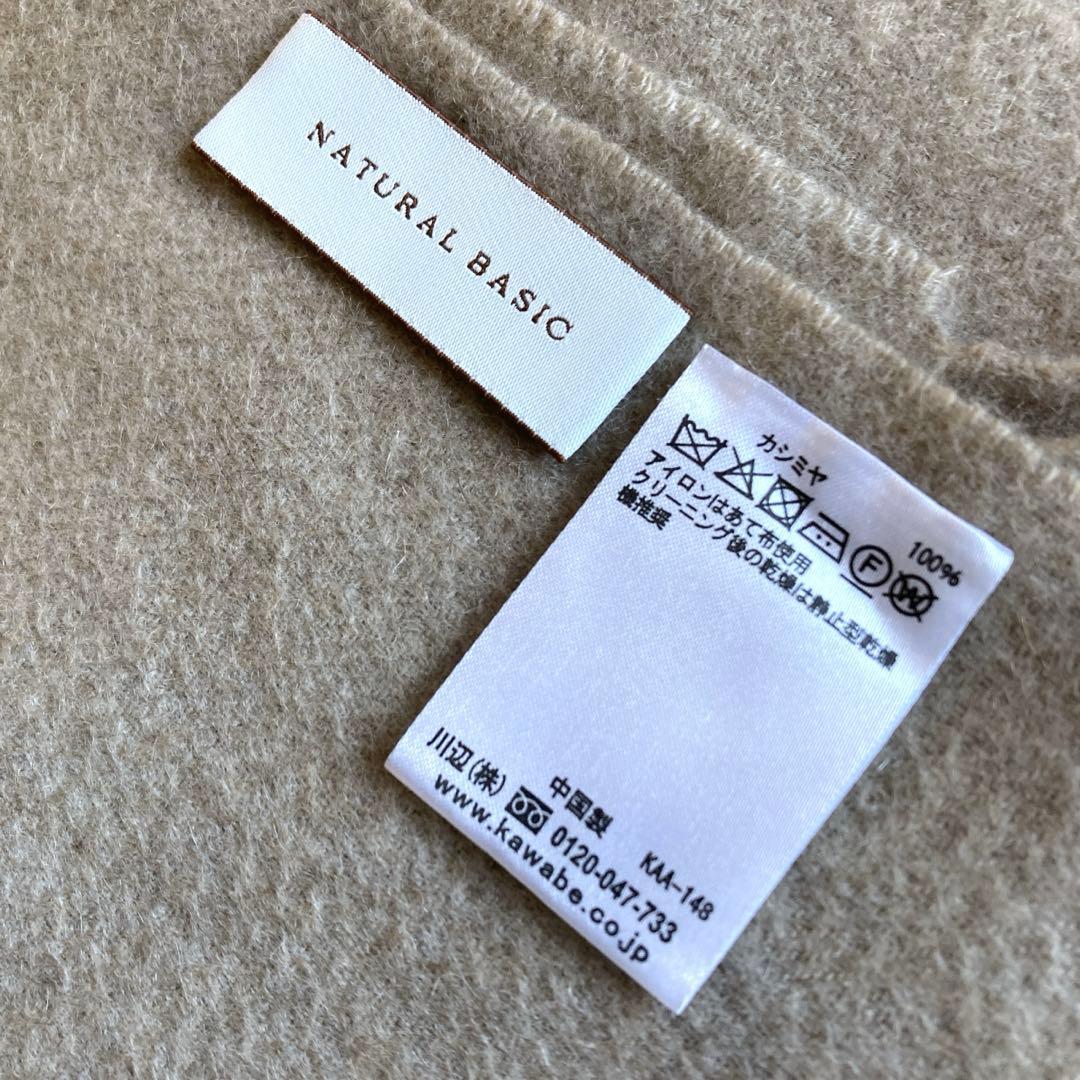 NATURAL BASIC
カシミヤ 100%
F W
アイロンはあて布使用
クリーニング後の乾燥は静止型乾燥
機推奨
中国製 KAA-148
川辺(株) 0120-047-733
www.kawabe.co.jp